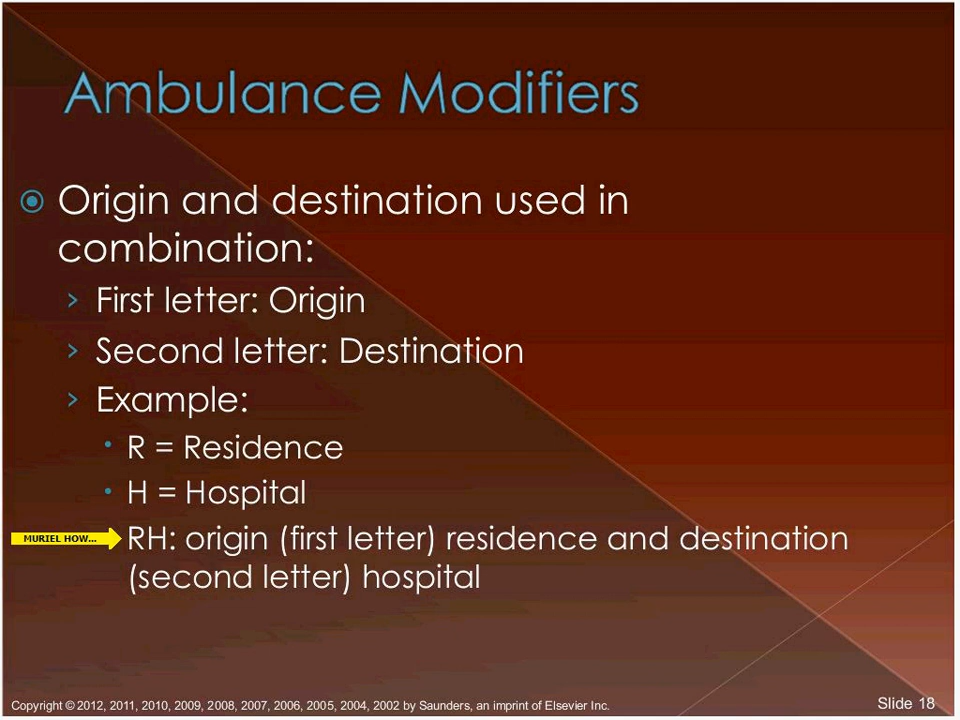 Ambulance Modifiers
Origin and destination used in
combination:
First letter: Origin
Second letter: Destination
Example:
R = Residence
H = Hospital
MURIEL HOW...
RH: origin (first letter) residence and destination
(second letter) hospital
Copyright © 2012, 2011, 2010, 2009, 2008, 2007, 2006, 2005, 2004, 2002 by Saunders, an imprint of Elsevier Inc.
Slide 18